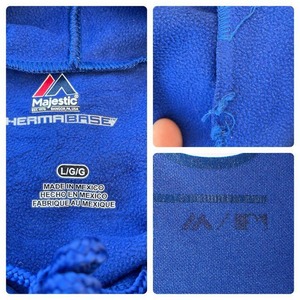 Majestic
THERMABASE
L/G/G
MADE IN MEXICO
HECHO EN MEXICO
FABRIQUÉ AU MEXIQUE